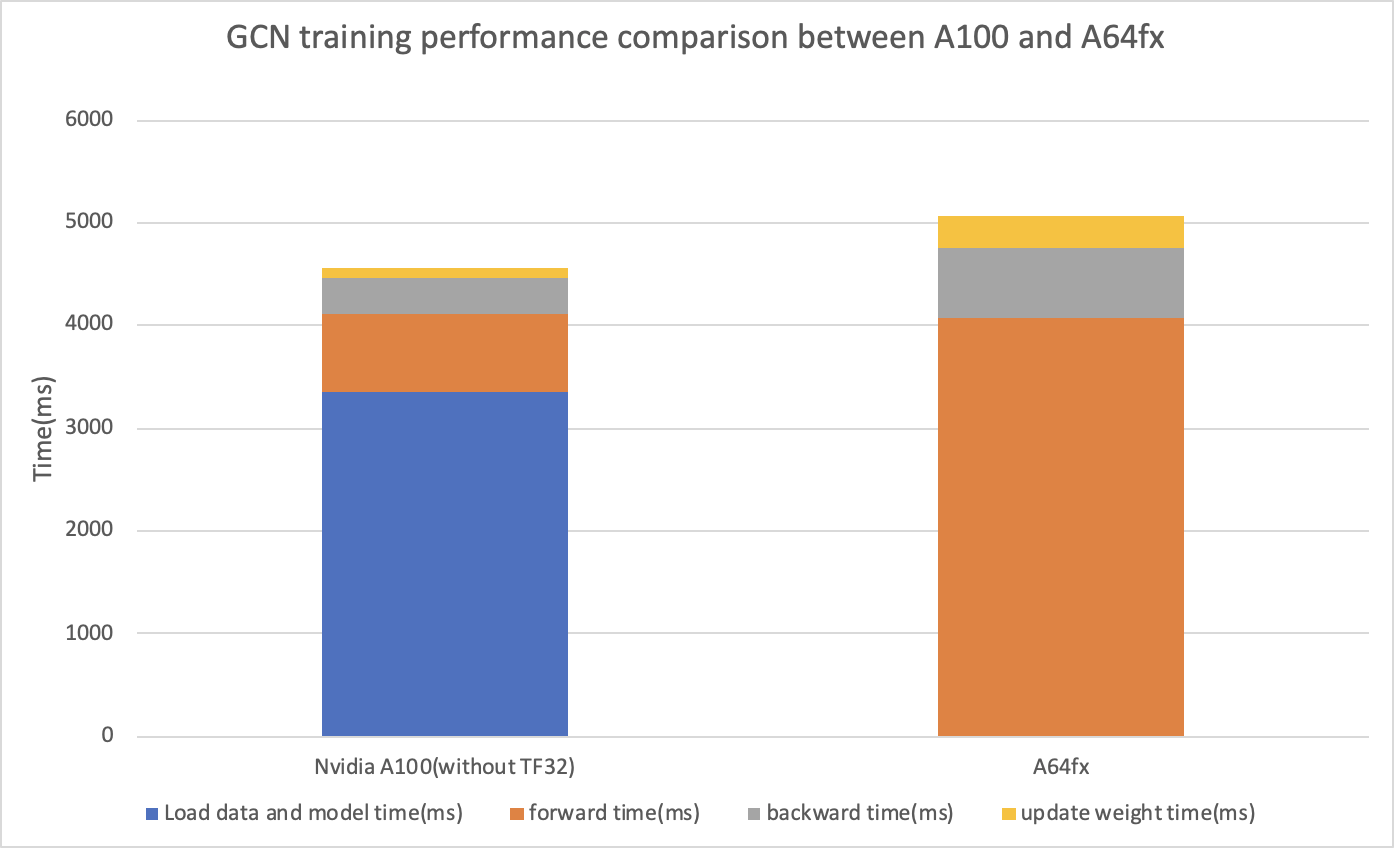 GCN training performance comparison between A100 and A64fx
6000
5000
4000
3000
2000
1000
0
Time(ms)
Nvidia A100(without TF32) A64fx
Load data and model time(ms) forward time(ms) backward time(ms) update weight time(ms)